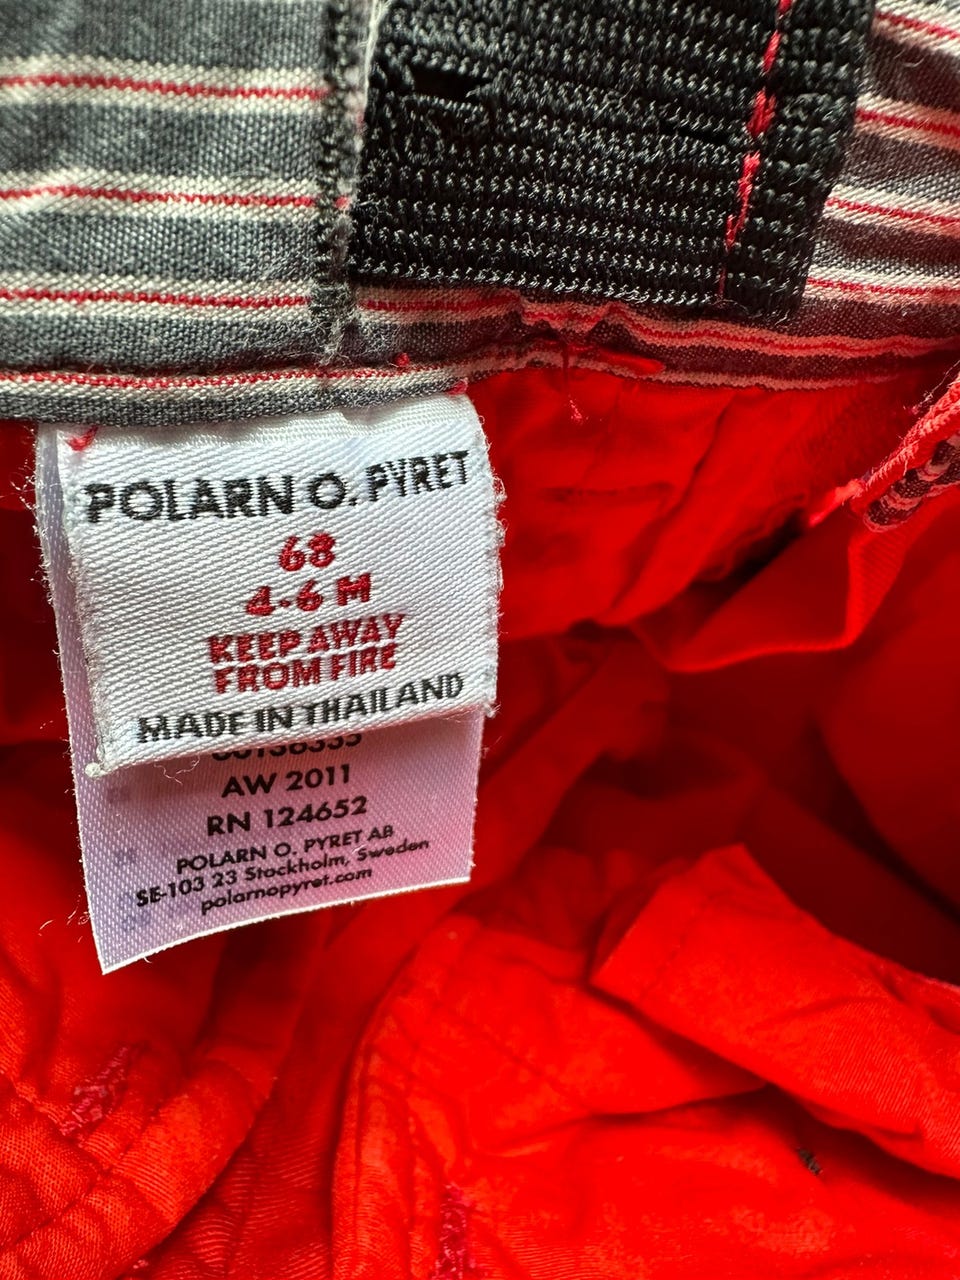 POLARN O. PYRET
68
4-6 M
KEEP AWAY
FROM FIRE
MADE IN THAILAND
AW 2011
RN 124652
POLARN O. PYRET AB
SE-103 23 Stockholm, Sweden
polarnopyret.com